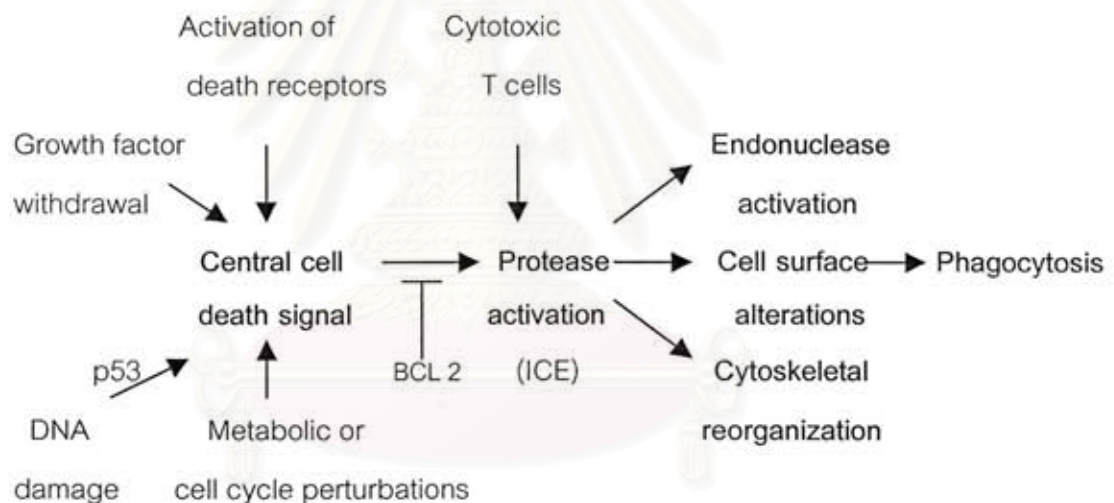 Activation of
death receptors
Cytotoxic
T cells
Growth factor
withdrawal
Endonuclease
activation
Central cell
death signal
Protease
activation
(ICE)
Cell surface
alterations
Phagocytosis
BCL 2
p53
DNA
damage
Metabolic or
cell cycle perturbations
Cytoskeletal
reorganization